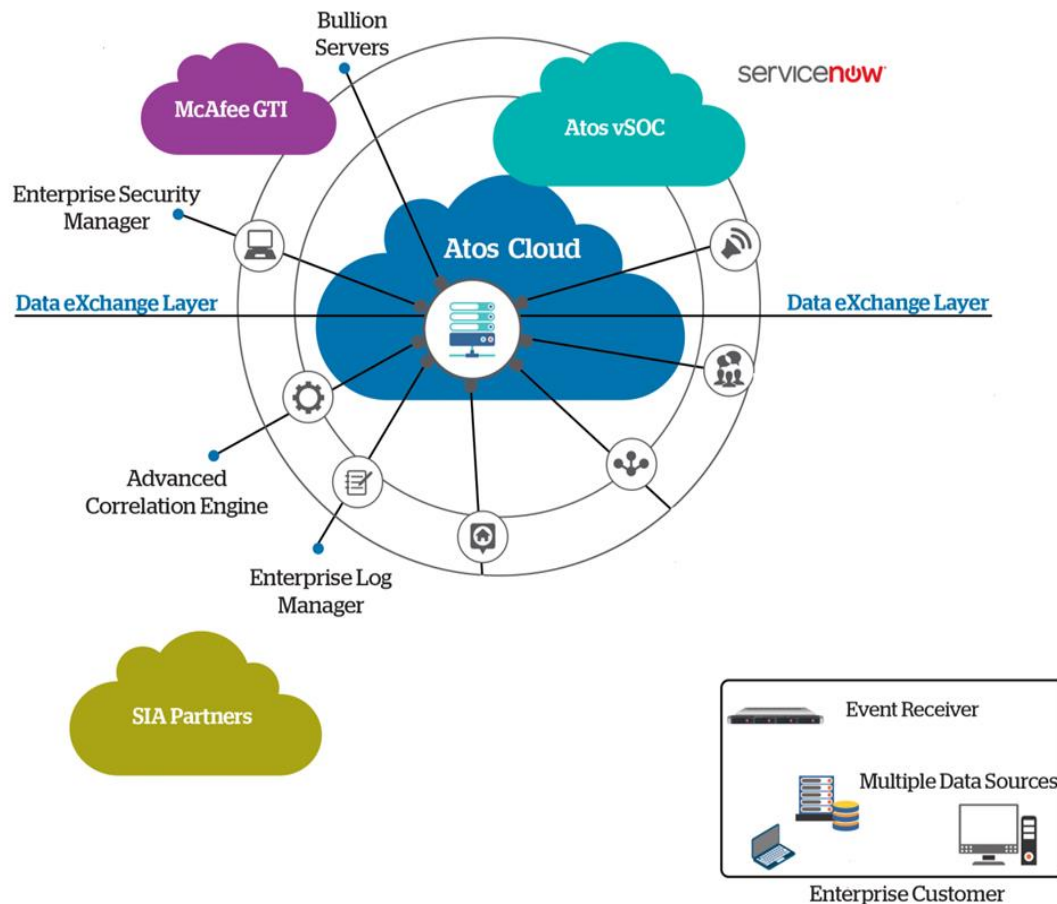 Bullion
Servers
servicenow
McAfee GTI
Atos vSOC
Enterprise Security
Manager
Atos Cloud
Data eXchange Layer
Data eXchange Layer
Advanced
Correlation Engine
Enterprise Log
Manager
SIA Partners
Event Receiver
Multiple Data Sources
Enterprise Customer